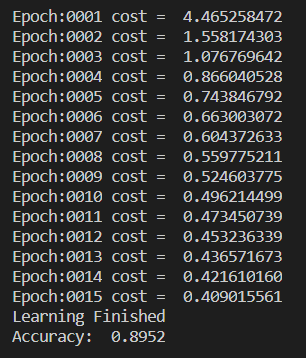 Epoch:0001 cost =  4.465258472
Epoch:0002 cost =  1.558174303
Epoch:0003 cost =  1.076769642
Epoch:0004 cost =  0.866040528
Epoch:0005 cost =  0.743846792
Epoch:0006 cost =  0.663003072
Epoch:0007 cost =  0.604372633
Epoch:0008 cost =  0.559775211
Epoch:0009 cost =  0.524603775
Epoch:0010 cost =  0.496214499
Epoch:0011 cost =  0.473450739
Epoch:0012 cost =  0.453236339
Epoch:0013 cost =  0.436571673
Epoch:0014 cost =  0.421610160
Epoch:0015 cost =  0.409015561
Learning Finished
Accuracy:  0.8952